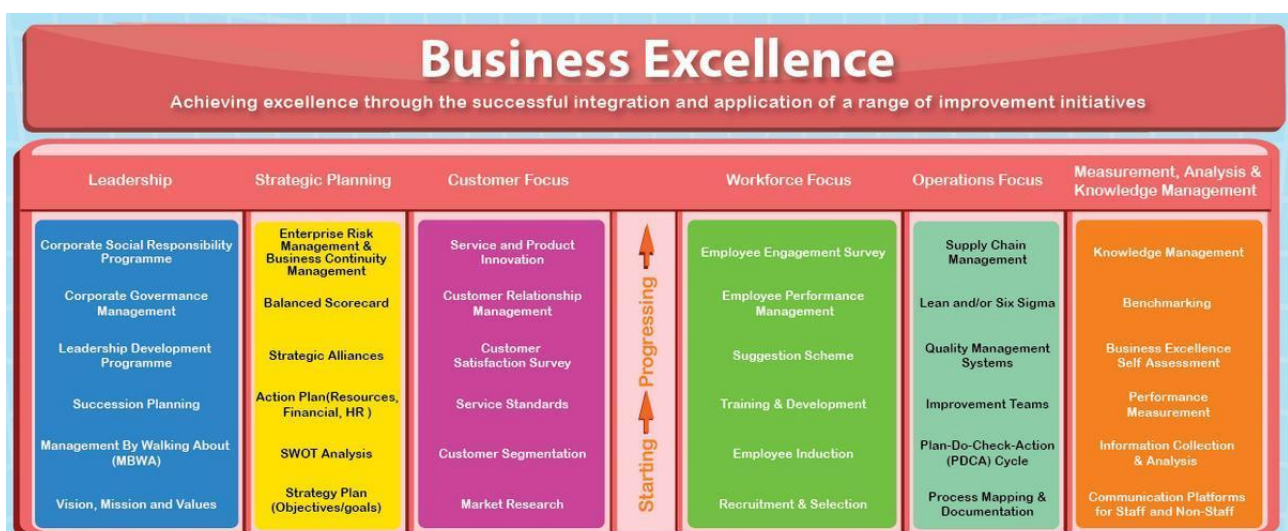 Business Excellence
Achieving excellence through the successful integration and application of a range of improvement initiatives
Leadership
Corporate Social Responsibility
Programme
Corporate Governance
Management
Leadership Development
Programme
Succession Planning
Management By Walking About
(MBWA)
Vision, Mission and Values
Strategic Planning
Enterprise Risk
Management &
Business Continuity
Management
Balanced Scorecard
Strategic Alliances
Action Plan(Resources,
Financial, HR )
SWOT Analysis
Strategy Plan
(Objectives/goals)
Customer Focus
Service and Product
Innovation
Customer Relationship
Management
Customer
Satisfaction Survey
Service Standards
Customer Segmentation
Market Research
Starting Progressing
Workforce Focus
Employee Engagement Survey
Employee Performance
Management
Suggestion Scheme
Training & Development
Employee Induction
Recruitment & Selection
Operations Focus
Supply Chain
Management
Lean and/or Six Sigma
Quality Management
Systems
Improvement Teams
Plan-Do-Check-Action
(PDCA) Cycle
Process Mapping &
Documentation
Measurement, Analysis &
Knowledge Management
Knowledge Management
Benchmarking
Business Excellence
Self Assessment
Performance
Measurement
Information Collection
& Analysis
Communication Platforms
for Staff and Non-Staff